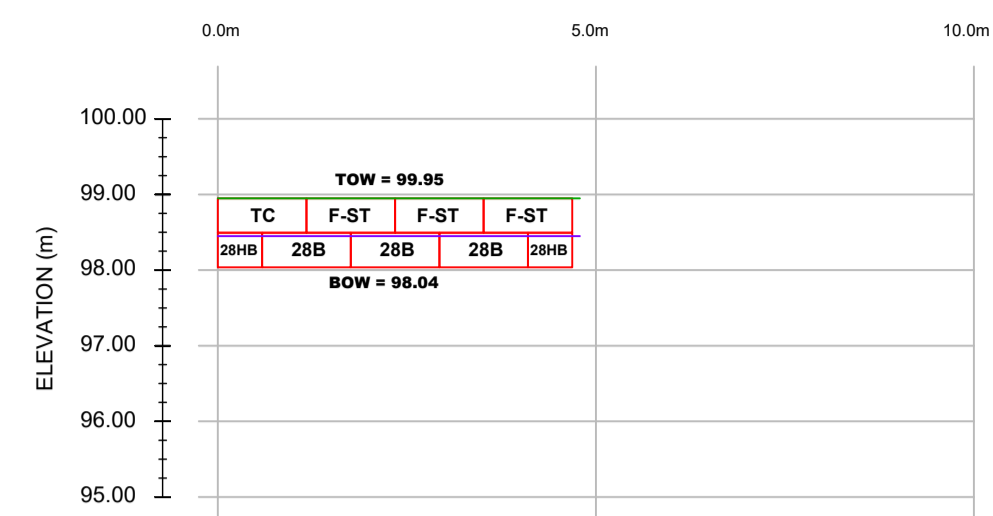 0.0m 5.0m 10.0m
100.00
TOW = 99.95
99.00
TC F-ST F-ST F-ST
28HB 28B 28B 28B 28HB
98.00
BOW = 98.04
97.00
96.00
95.00
ELEVATION (m)